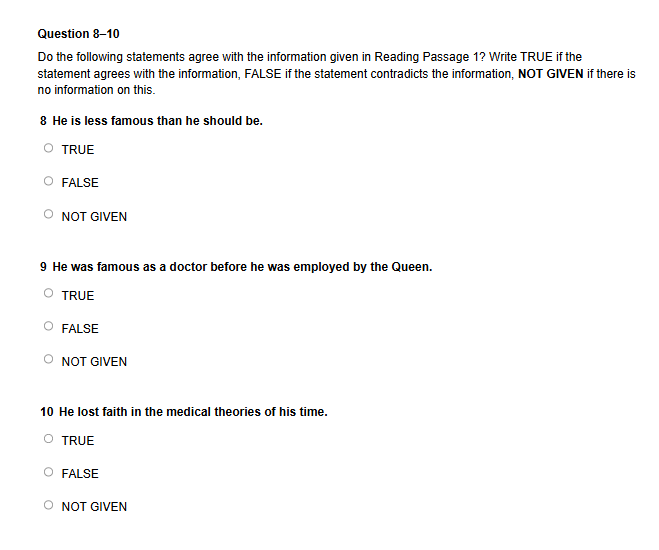 Question 8–10
Do the following statements agree with the information given in Reading Passage 1? Write TRUE if the
statement agrees with the information, FALSE if the statement contradicts the information, NOT GIVEN if there is
no information on this.
8 He is less famous than he should be.
TRUE
FALSE
NOT GIVEN
9 He was famous as a doctor before he was employed by the Queen.
TRUE
FALSE
NOT GIVEN
10 He lost faith in the medical theories of his time.
TRUE
FALSE
NOT GIVEN